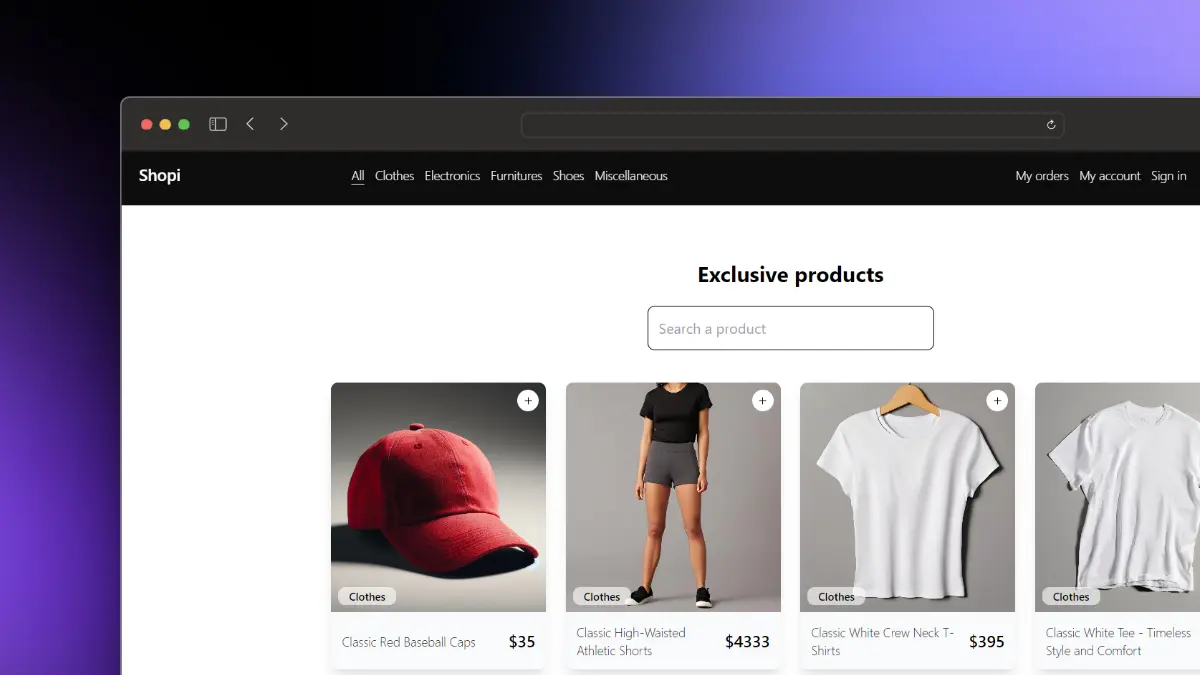 Shopi
All Clothes Electronics Furnitures Shoes Miscellaneous
My orders My account Sign in
Exclusive products
Search a product
Clothes
Classic Red Baseball Caps
$35
Clothes
Classic High-Waisted
Athletic Shorts
$4333
Clothes
Classic White Crew Neck T-
Shirts
$395
Clothes
Classic White Tee - Timeless
Style and Comfort